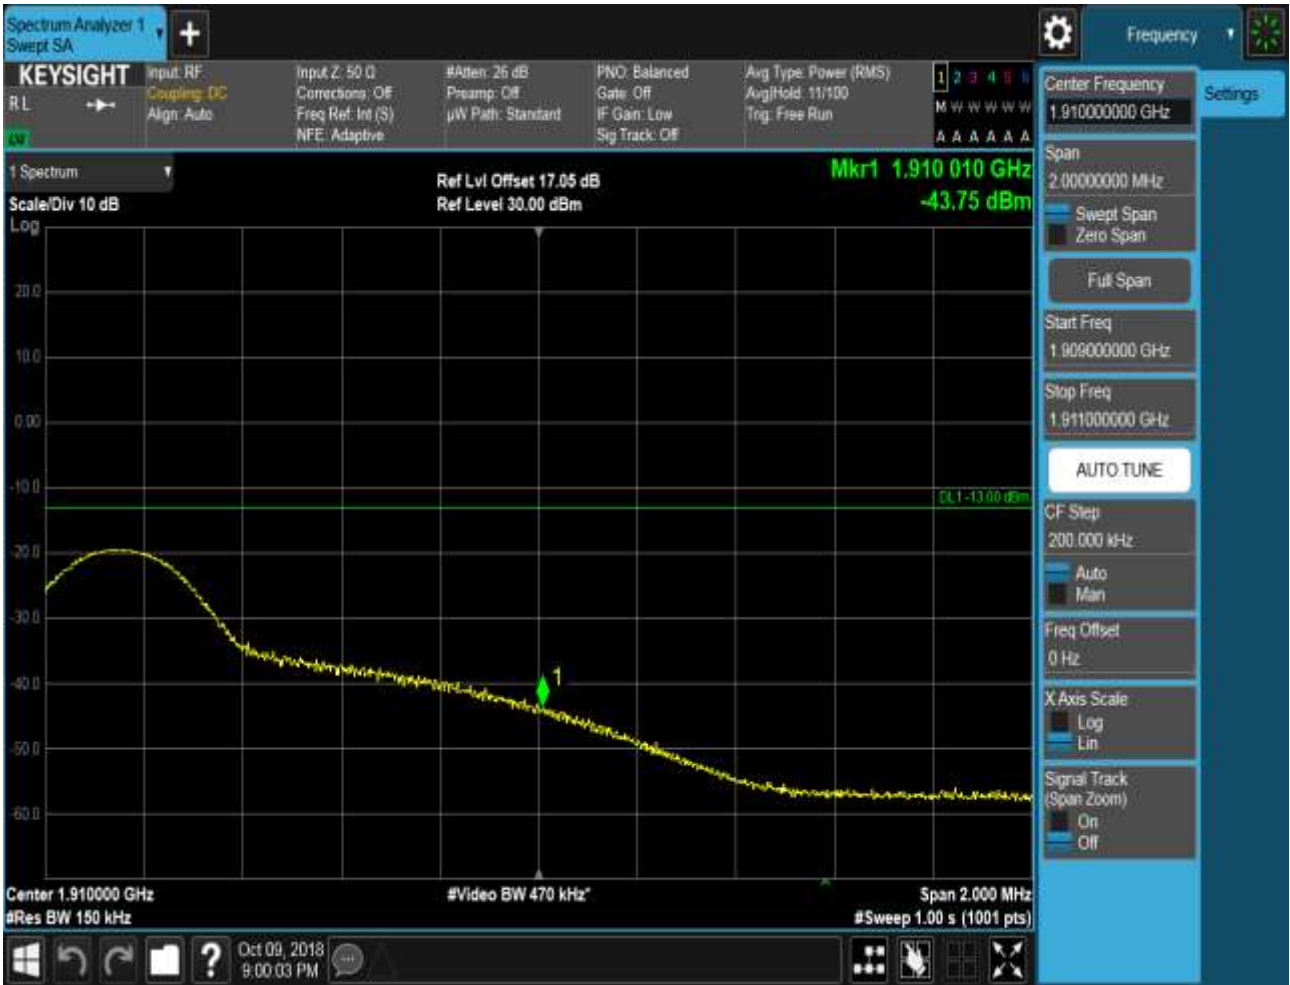 Spectrum Analyzer 1
Swept SA
+
Frequency
KEYSIGHT
RL
Input: RF
Coupling: DC
Align: Auto
Input Z: 50 Ω
Corrections: Off
Freq Ref: Int (S)
NFE: Adaptive
#Atten: 26 dB
Preamp: Off
µW Path: Standard
PNO: Balanced
Gate: Off
IF Gain: Low
Sig Track: Off
Avg Type: Power (RMS)
Avg|Hold: 11/100
Trig: Free Run
1 2 3 4 5 6
M W W W W W
A A A A A A
1 Spectrum
Scale/Div 10 dB
Log
Ref Lvl Offset 17.05 dB
Ref Level 30.00 dBm
Mkr1 1.910 010 GHz
-43.75 dBm
20.0
10.0
0.00
-10.0
-20.0
-30.0
-40.0
-50.0
-60.0
DL1 -13.00 dBm
1
Center 1.910000 GHz
#Res BW 150 kHz
#Video BW 470 kHz*
Span 2.000 MHz
#Sweep 1.00 s (1001 pts)
Center Frequency
1.910000000 GHz
Settings
Span
2.00000000 MHz
Swept Span
Zero Span
Full Span
Start Freq
1.909000000 GHz
Stop Freq
1.911000000 GHz
AUTO TUNE
CF Step
200.000 kHz
Auto
Man
Freq Offset
0 Hz
X Axis Scale
Log
Lin
Signal Track
(Span Zoom)
On
Off
?
Oct 09, 2018
9:00:03 PM